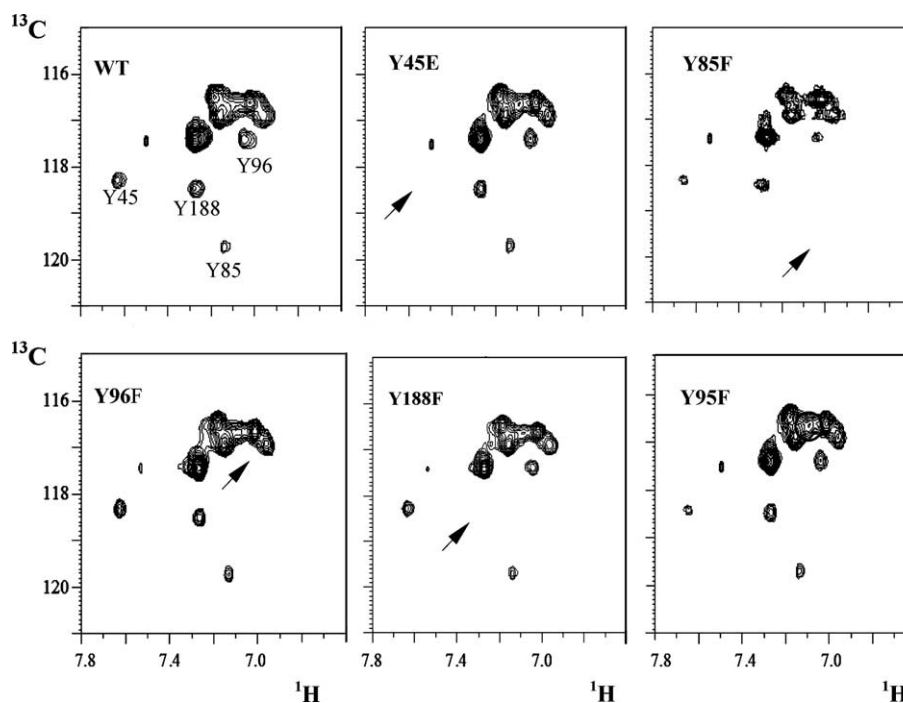 ¹³C
WT
Y45E
Y85F
116
118
120
Y45
Y188
Y96
Y85
¹³C
Y96F
Y188F
Y95F
116
118
120
7.8
7.4
7.0
7.8
7.4
7.0
7.8
7.4
7.0
¹H
¹H
¹H